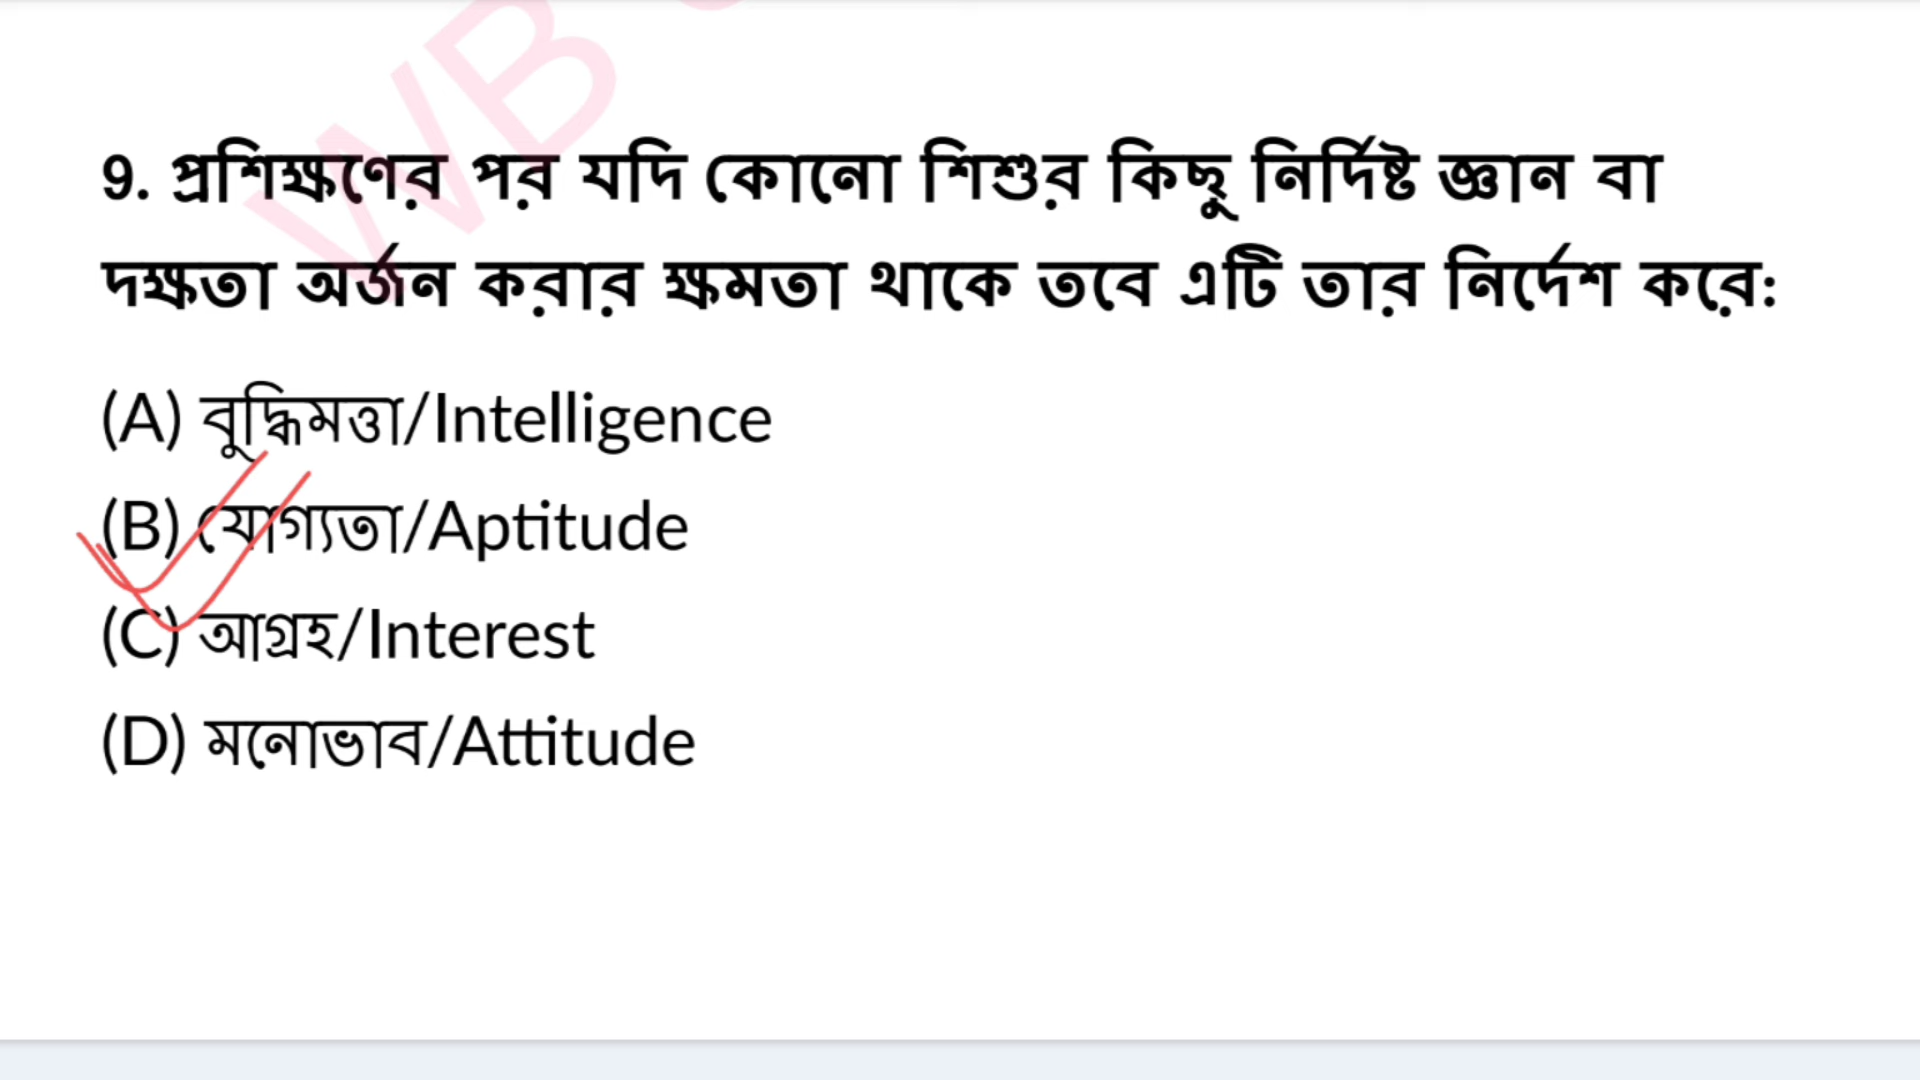 WB
9. প্রশিক্ষণের পর যদি কোনো শিশুর কিছু নির্দিষ্ট জ্ঞান বা
দক্ষতা অর্জন করার ক্ষমতা থাকে তবে এটি তার নির্দেশ করে:
(A) বুদ্ধিমত্তা/Intelligence
(B) যোগ্যতা/Aptitude
(C) আগ্রহ/Interest
(D) মনোভাব/Attitude